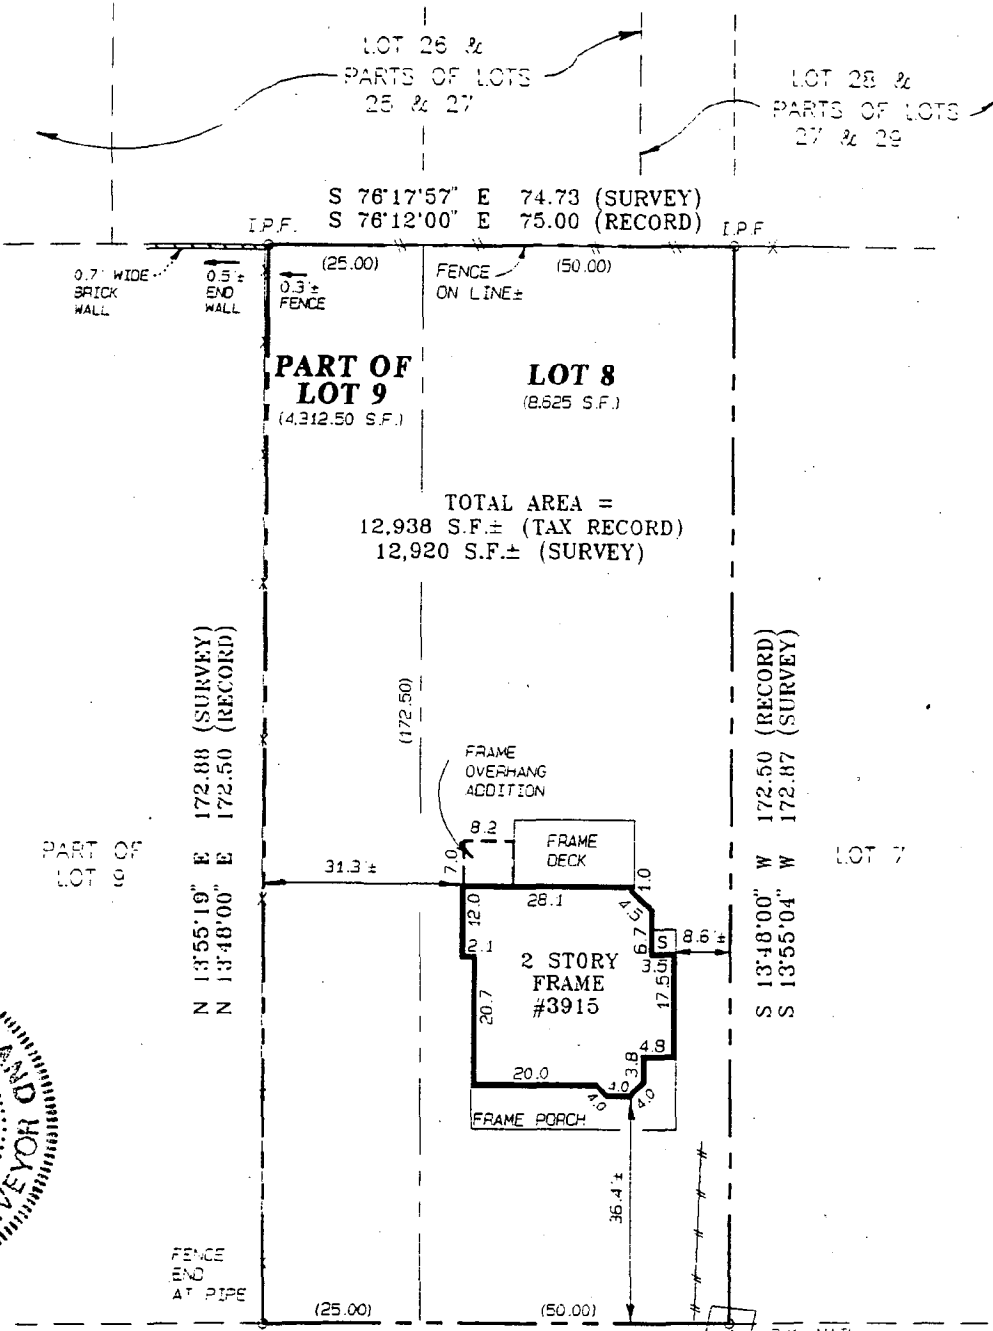 LOT 26 &
PARTS OF LOTS
25 & 27
LOT 28 &
PARTS OF LOTS
27 & 29
S 76°17'57" E 74.73 (SURVEY)
S 76°12'00" E 75.00 (RECORD)
I.P.F.
I.P.F
(25.00)
FENCE
ON LINE±
(50.00)
0.7' WIDE
BRICK
WALL
0.5'±
END
WALL
0.3'±
FENCE
PART OF
LOT 9
(4,312.50 S.F.)
LOT 8
(8,625 S.F.)
TOTAL AREA =
12,938 S.F.± (TAX RECORD)
12,920 S.F.± (SURVEY)
N 13°55'19" E 172.88 (SURVEY)
N 13°48'00" E 172.50 (RECORD)
(172.50)
S 13°48'00" W 172.50 (RECORD)
S 13°55'04" W 172.87 (SURVEY)
FRAME
OVERHANG
ADDITION
8.2
7.0
FRAME
DECK
PART OF
LOT 9
LOT 7
31.3'±
28.1
1.0
4.5
12.0
6.7
S
8.6'±
2.1
3.5
2 STORY
FRAME
#3915
17.5
20.7
4.8
3.8
20.0
4.0
4.0
4.0
FRAME PORCH
36.4'±
AND
VEYOR
FENCE
END
AT PIPE
(25.00)
(50.00)